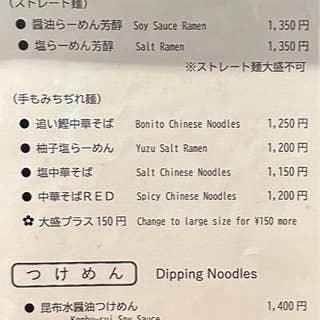 （ストレート麺）
● 醤油らーめん芳醇 Soy Sauce Ramen 1,350円
● 塩らーめん芳醇 Salt Ramen 1,350円
※ストレート麺大盛不可
（手もみちぢれ麺）
● 追い鰹中華そば Bonito Chinese Noodles 1,250円
● 柚子塩らーめん Yuzu Salt Ramen 1,200円
● 塩中華そば Salt Chinese Noodles 1,150円
● 中華そばＲＥＤ Spicy Chinese Noodles 1,200円
✿ 大盛プラス150円 Change to large size for ¥150 more
つけめん Dipping Noodles
● 昆布水醤油つけめん 1,400円
Konbu-sui Soy Sauce